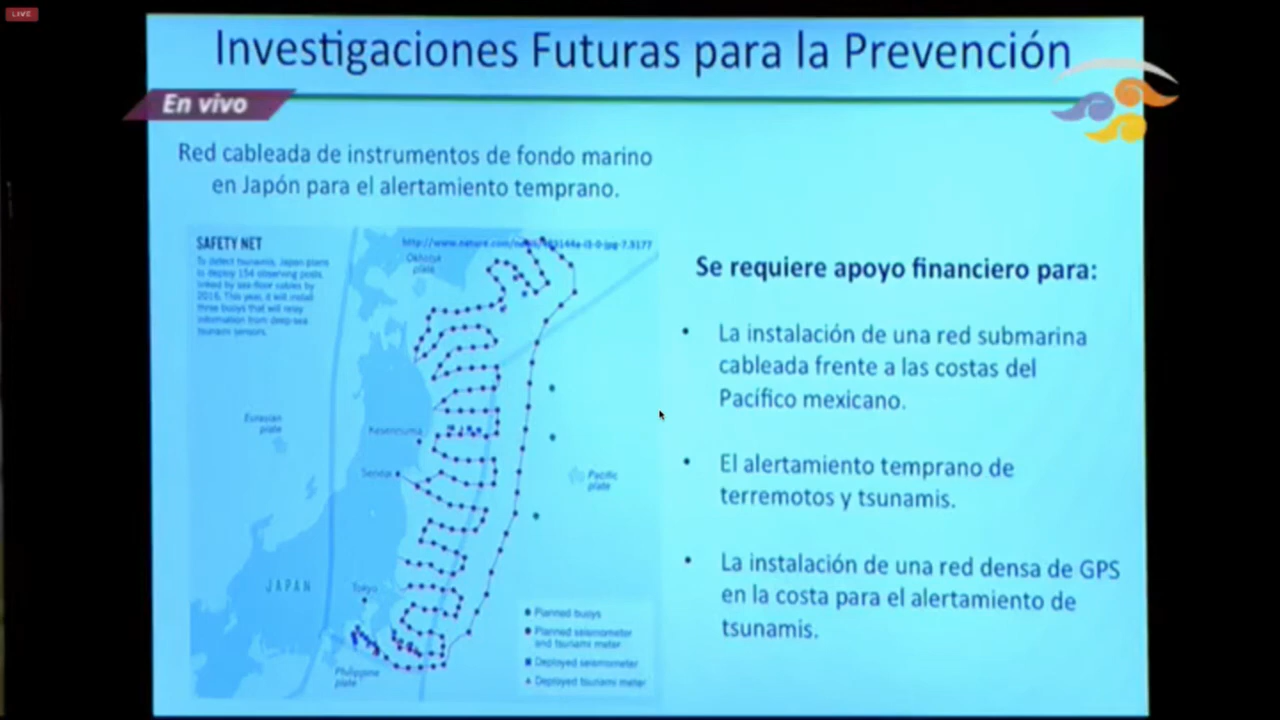 LIVE
Investigaciones Futuras para la Prevención
En vivo
Red cableada de instrumentos de fondo marino
en Japón para el alertamiento temprano.
SAFETY NET
To detect tsunamis, Japan plans
to deploy 154 observing posts
linked by sea-floor cables by
2016. This year, it will install
three buoys that will relay
information from deep-sea
tsunami sensors.
http://www.nature.com/
Okhotsk
plate
Eurasian
plate
Kesennuma
Sendai
Pacific
plate
JAPAN
Tokyo
Philippine
plate
Planned buoys
Planned seismometer
and tsunami meter
Deployed seismometer
Deployed tsunami meter
Se requiere apoyo financiero para:
• La instalación de una red submarina
cableada frente a las costas del
Pacífico mexicano.
• El alertamiento temprano de
terremotos y tsunamis.
• La instalación de una red densa de GPS
en la costa para el alertamiento de
tsunamis.